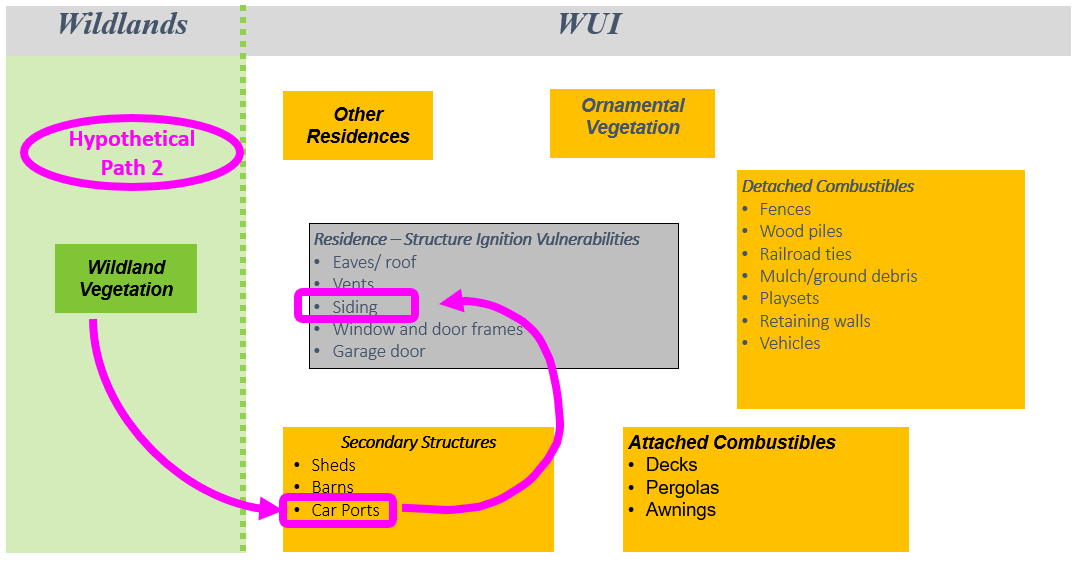 Wildlands
WUI
Hypothetical
Path 2
Wildland
Vegetation
Other
Residences
Ornamental
Vegetation
Detached Combustibles
• Fences
• Wood piles
• Railroad ties
• Mulch/ground debris
• Playsets
• Retaining walls
• Vehicles
Residence – Structure Ignition Vulnerabilities
• Eaves/ roof
• Vents
• Siding
• Window and door frames
• Garage door
Secondary Structures
• Sheds
• Barns
• Car Ports
Attached Combustibles
• Decks
• Pergolas
• Awnings